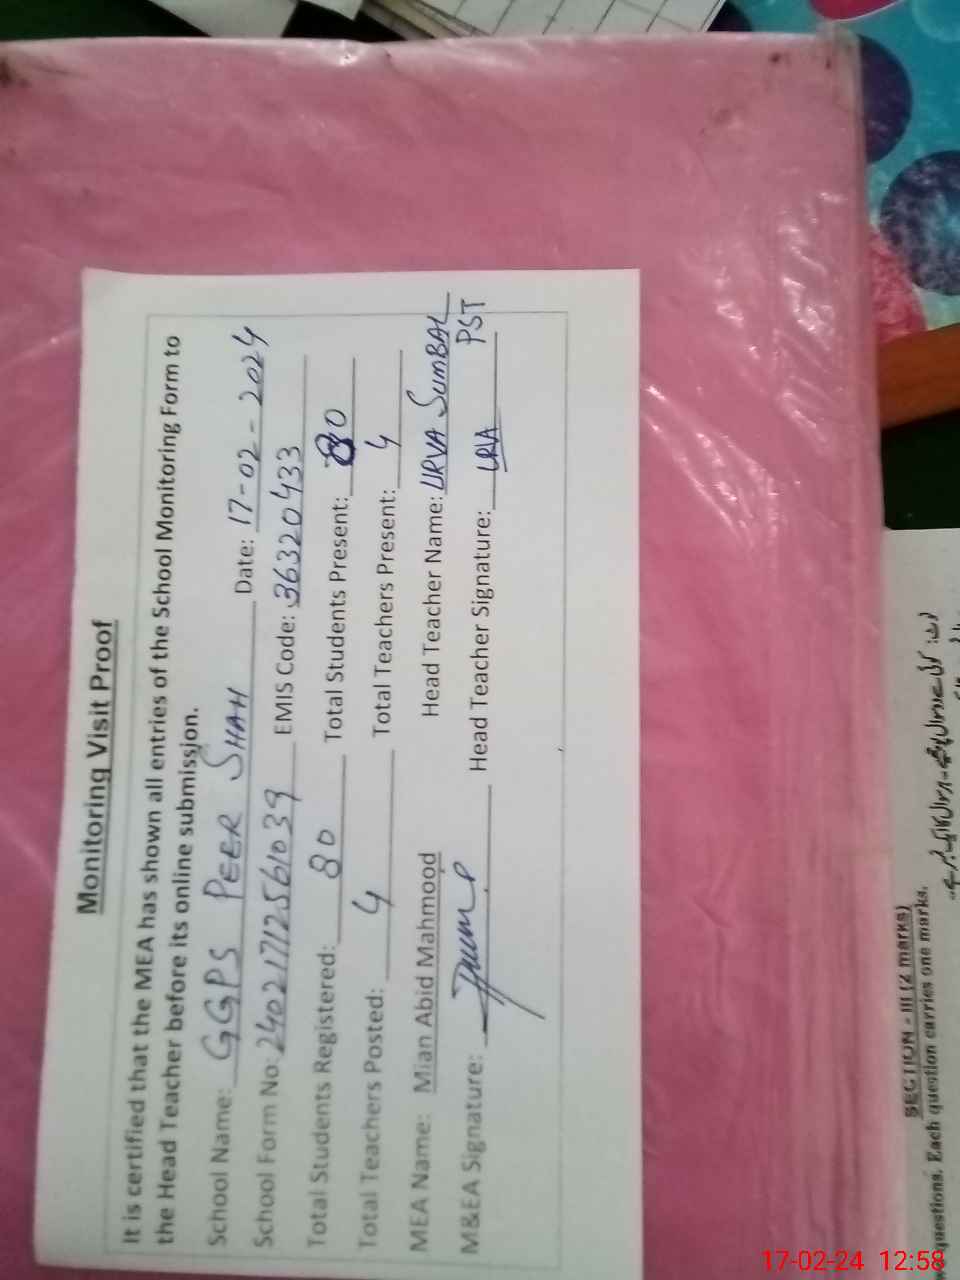 Monitoring Visit Proof
It is certified that the MEA has shown all entries of the School Monitoring Form to
the Head Teacher before its online submission.
School Name: GGPS PEER SHAH Date: 17-02-2024
School Form No: 24021711256 1039 EMIS Code: 36320433
Total Students Registered: 80 Total Students Present: 80
Total Teachers Posted: 4 Total Teachers Present: 4
MEA Name: Mian Abid Mahmood Head Teacher Name: URVA SUMBAL
M&EA Signature: Head Teacher Signature: URVA PST
SECTION - III (2 marks)
questions. Each question carries one marks.
17-02-24 12:58